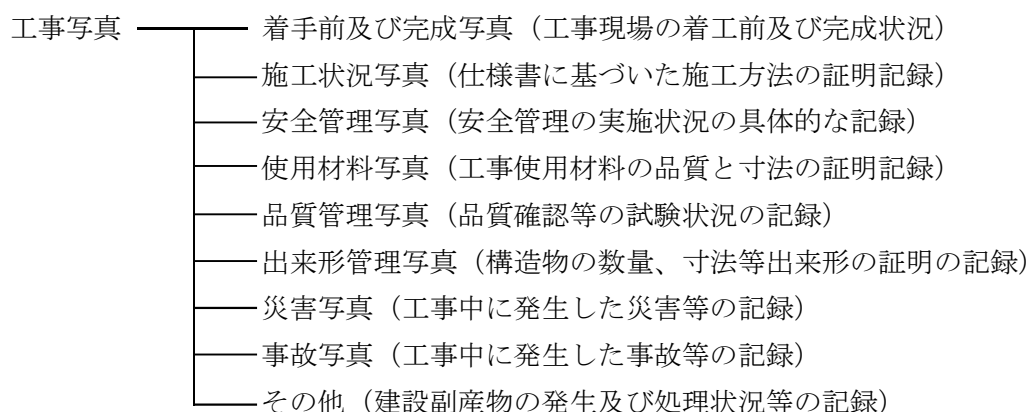 工事写真 着手前及び完成写真（工事現場の着工前及び完成状況）
施工状況写真（仕様書に基づいた施工方法の証明記録）
安全管理写真（安全管理の実施状況の具体的な記録）
使用材料写真（工事使用材料の品質と寸法の証明記録）
品質管理写真（品質確認等の試験状況の記録）
出来形管理写真（構造物の数量、寸法等出来形の証明の記録）
災害写真（工事中に発生した災害等の記録）
事故写真（工事中に発生した事故等の記録）
その他（建設副産物の発生及び処理状況等の記録）